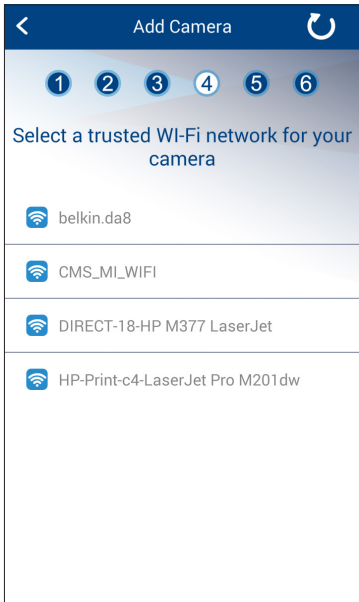 Add Camera
1 2 3 4 5 6
Select a trusted WI-Fi network for your
camera
belkin.da8
CMS_MI_WIFI
DIRECT-18-HP M377 LaserJet
HP-Print-c4-LaserJet Pro M201dw